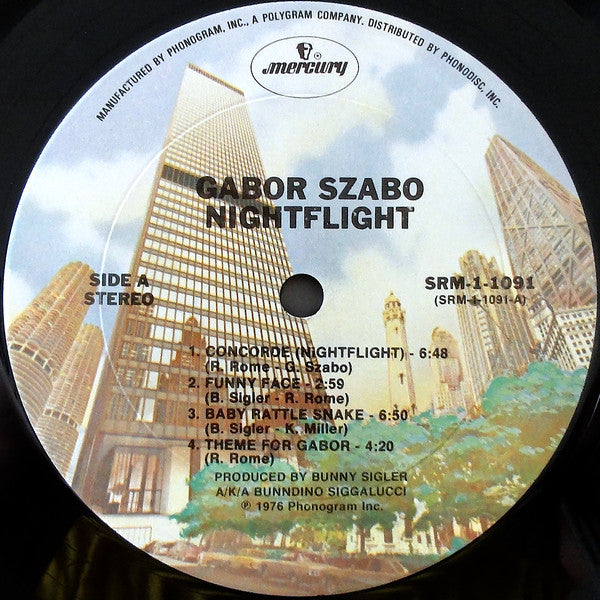 MANUFACTURED BY PHONOGRAM, INC., A POLYGRAM COMPANY. DISTRIBUTED BY PHONODISC, INC.
mercury
®
GABOR SZABO
NIGHTFLIGHT
SIDE A
STEREO
SRM-1-1091
(SRM-1-1091-A)
1. CONCORDE (NIGHTFLIGHT) - 6:48
(R. Rome - G. Szabo)
2. FUNNY FACE - 2:59
(B. Sigler - R. Rome)
3. BABY RATTLE SNAKE - 6:50
(B. Sigler - K. Miller)
4. THEME FOR GABOR - 4:20
(R. Rome)
PRODUCED BY BUNNY SIGLER
A/K/A BUNNDINO SIGGALUCCI
℗ 1976 Phonogram Inc.